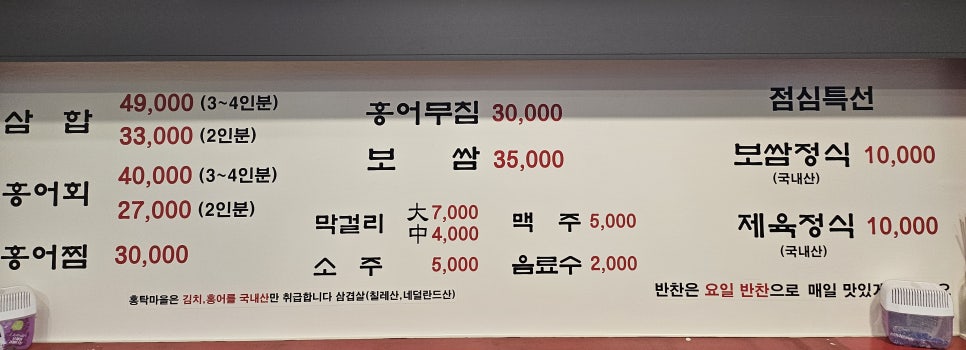 삼 합 49,000 (3~4인분)
33,000 (2인분)
홍어회 40,000 (3~4인분)
27,000 (2인분)
홍어찜 30,000
홍어무침 30,000
보 쌈 35,000
막걸리 大 7,000
中 4,000
소 주 5,000
맥 주 5,000
음료수 2,000
홍탁마을은 김치.홍어를 국내산만 취급합니다 삼겹살(칠레산,네덜란드산)
점심특선
보쌈정식 10,000
(국내산)
제육정식 10,000
(국내산)
반찬은 요일 반찬으로 매일